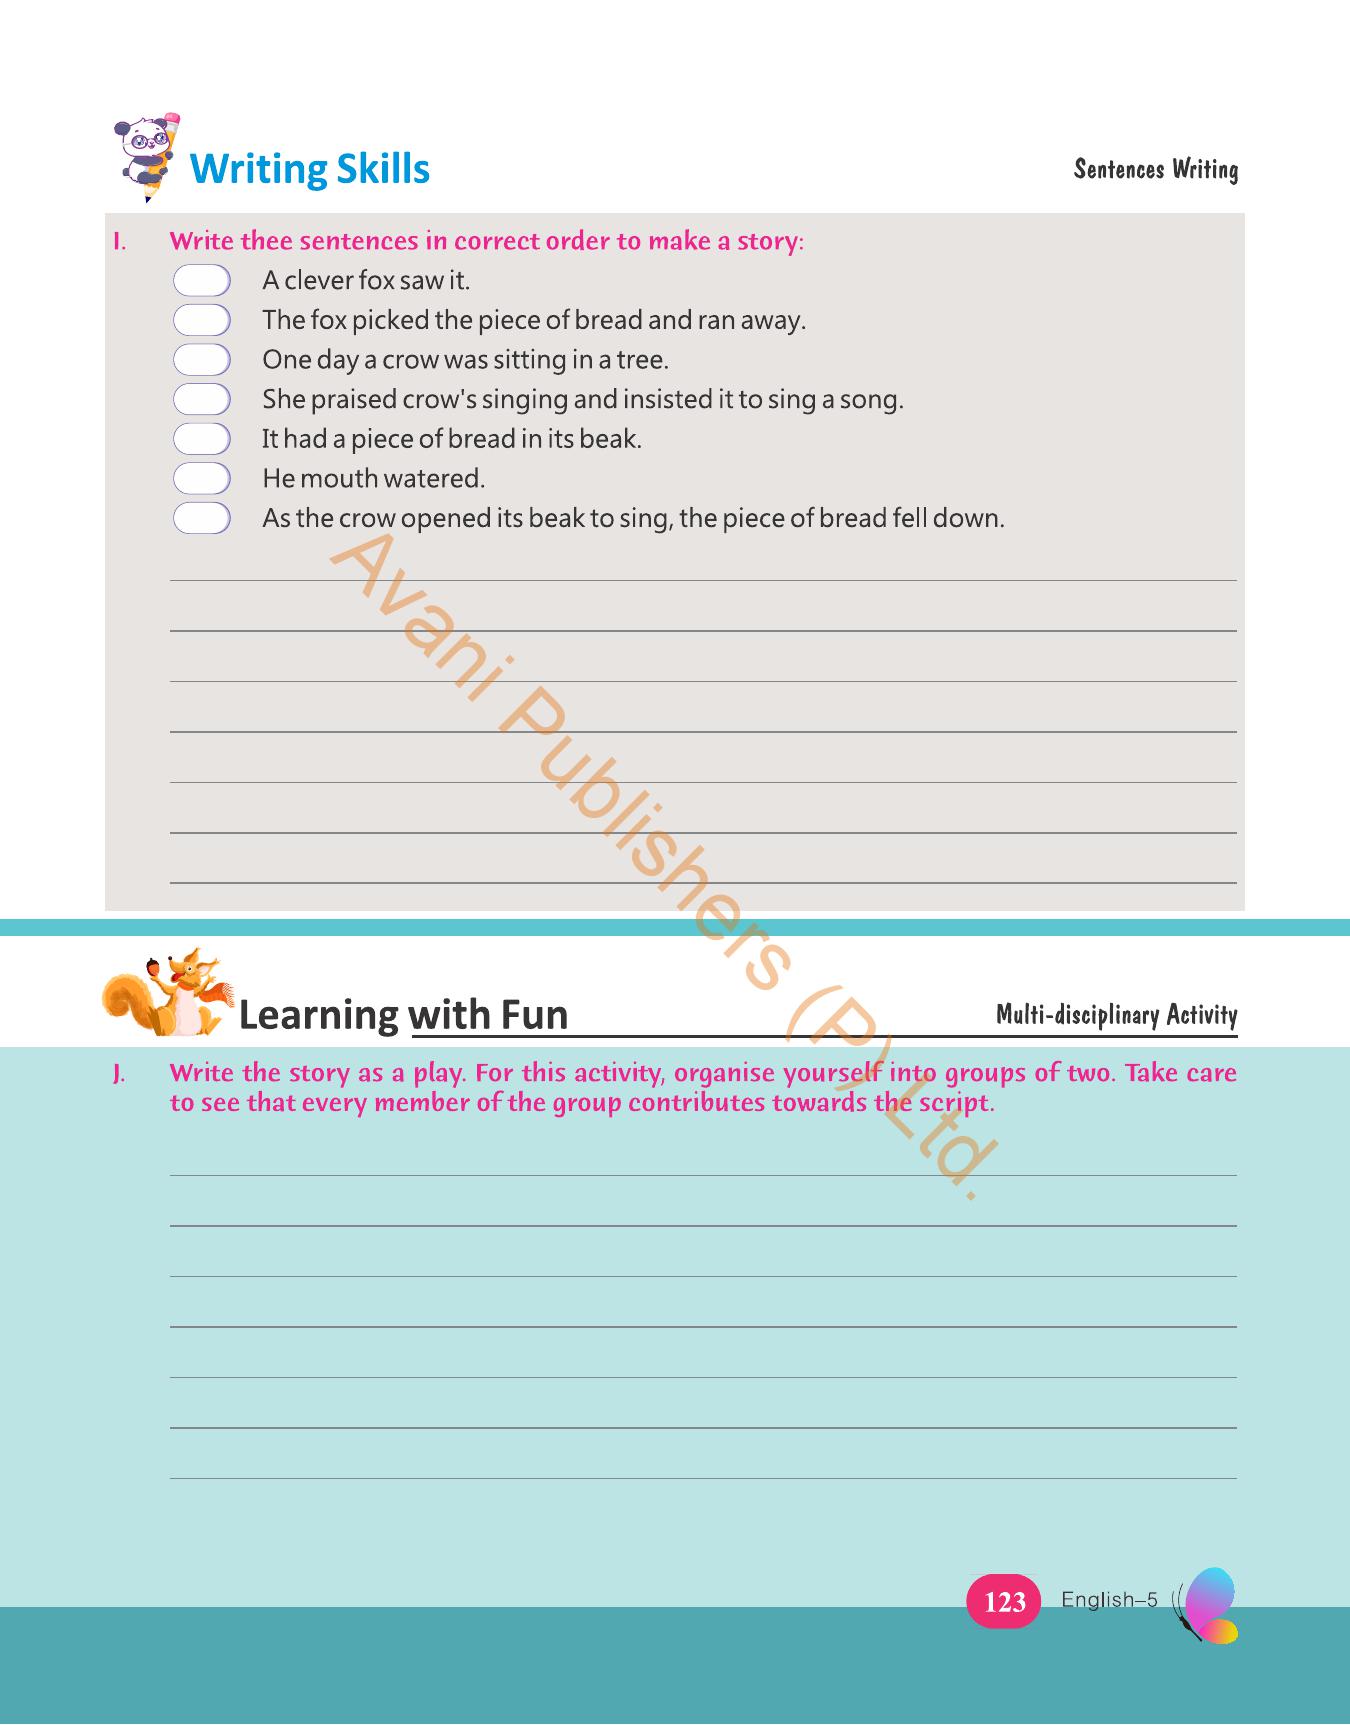 Writing Skills
Sentences Writing
I. Write thee sentences in correct order to make a story:
A clever fox saw it.
The fox picked the piece of bread and ran away.
One day a crow was sitting in a tree.
She praised crow's singing and insisted it to sing a song.
It had a piece of bread in its beak.
He mouth watered.
As the crow opened its beak to sing, the piece of bread fell down.
Avani Publishers (P) Ltd.
Learning with Fun
Multi-disciplinary Activity
J. Write the story as a play. For this activity, organise yourself into groups of two. Take care
to see that every member of the group contributes towards the script.
123
English–5